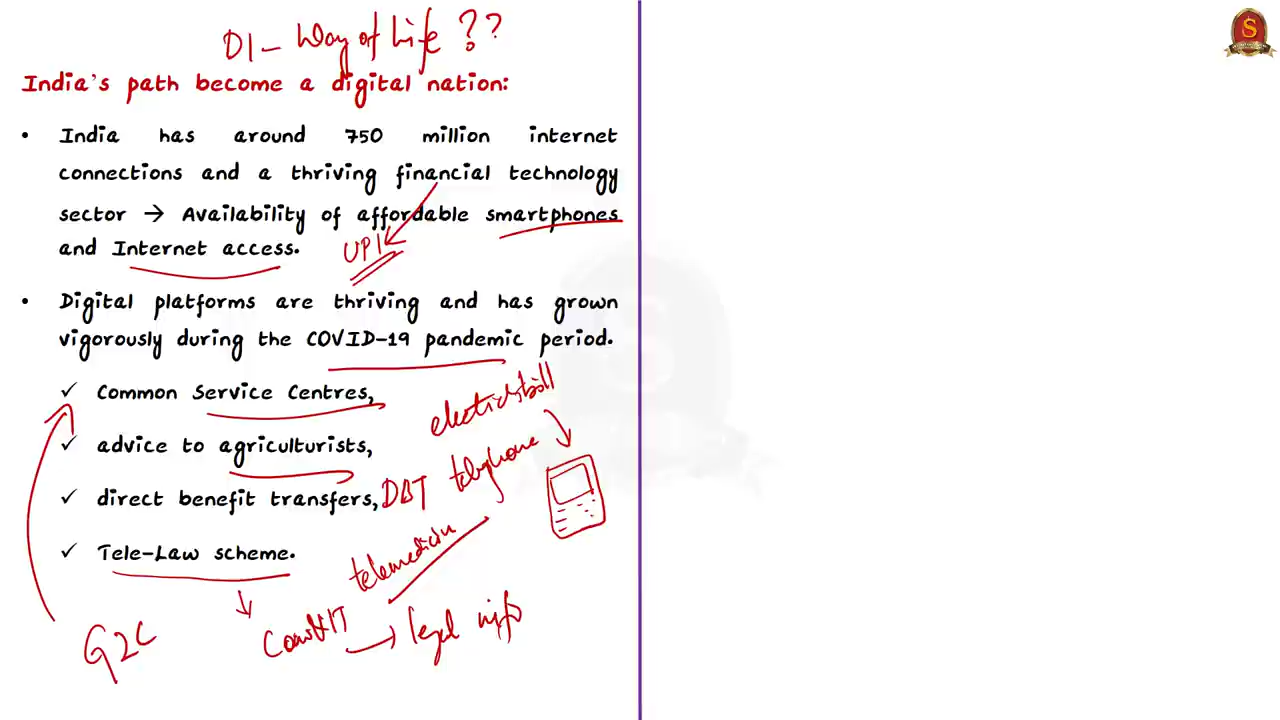 DI - Way of Life ??
India's path become a digital nation:
• India has around 750 million internet
connections and a thriving financial technology
sector → Availability of affordable smartphones
and Internet access.
UPI
• Digital platforms are thriving and has grown
vigorously during the COVID-19 pandemic period.
✓ Common Service Centres,
✓ advice to agriculturists,
telephone
✓ direct benefit transfers, DBT
✓ Tele-Law scheme.
G2C
→ legal info
S